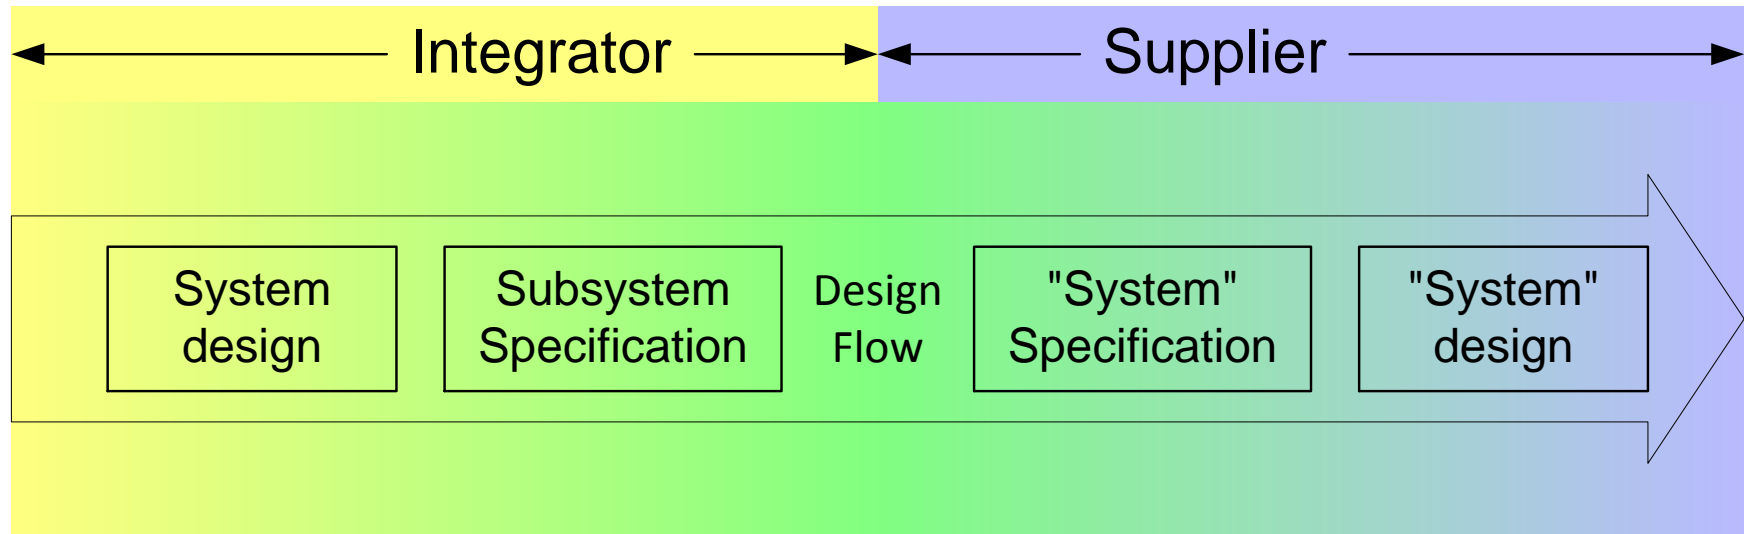 Integrator
Supplier
System
design
Subsystem
Specification
Design
Flow
"System"
Specification
"System"
design